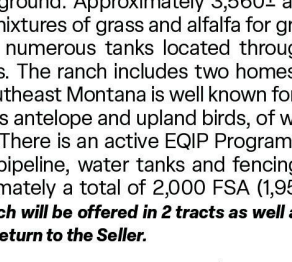 ground. Approximately 3,560± a
mixtures of grass and alfalfa for gr
numerous tanks located throug
s. The ranch includes two homes
utheast Montana is well known for
s antelope and upland birds, of w
There is an active EQIP Program
pipeline, water tanks and fencing
mately a total of 2,000 FSA (1,95
ch will be offered in 2 tracts as well a
eturn to the Seller.